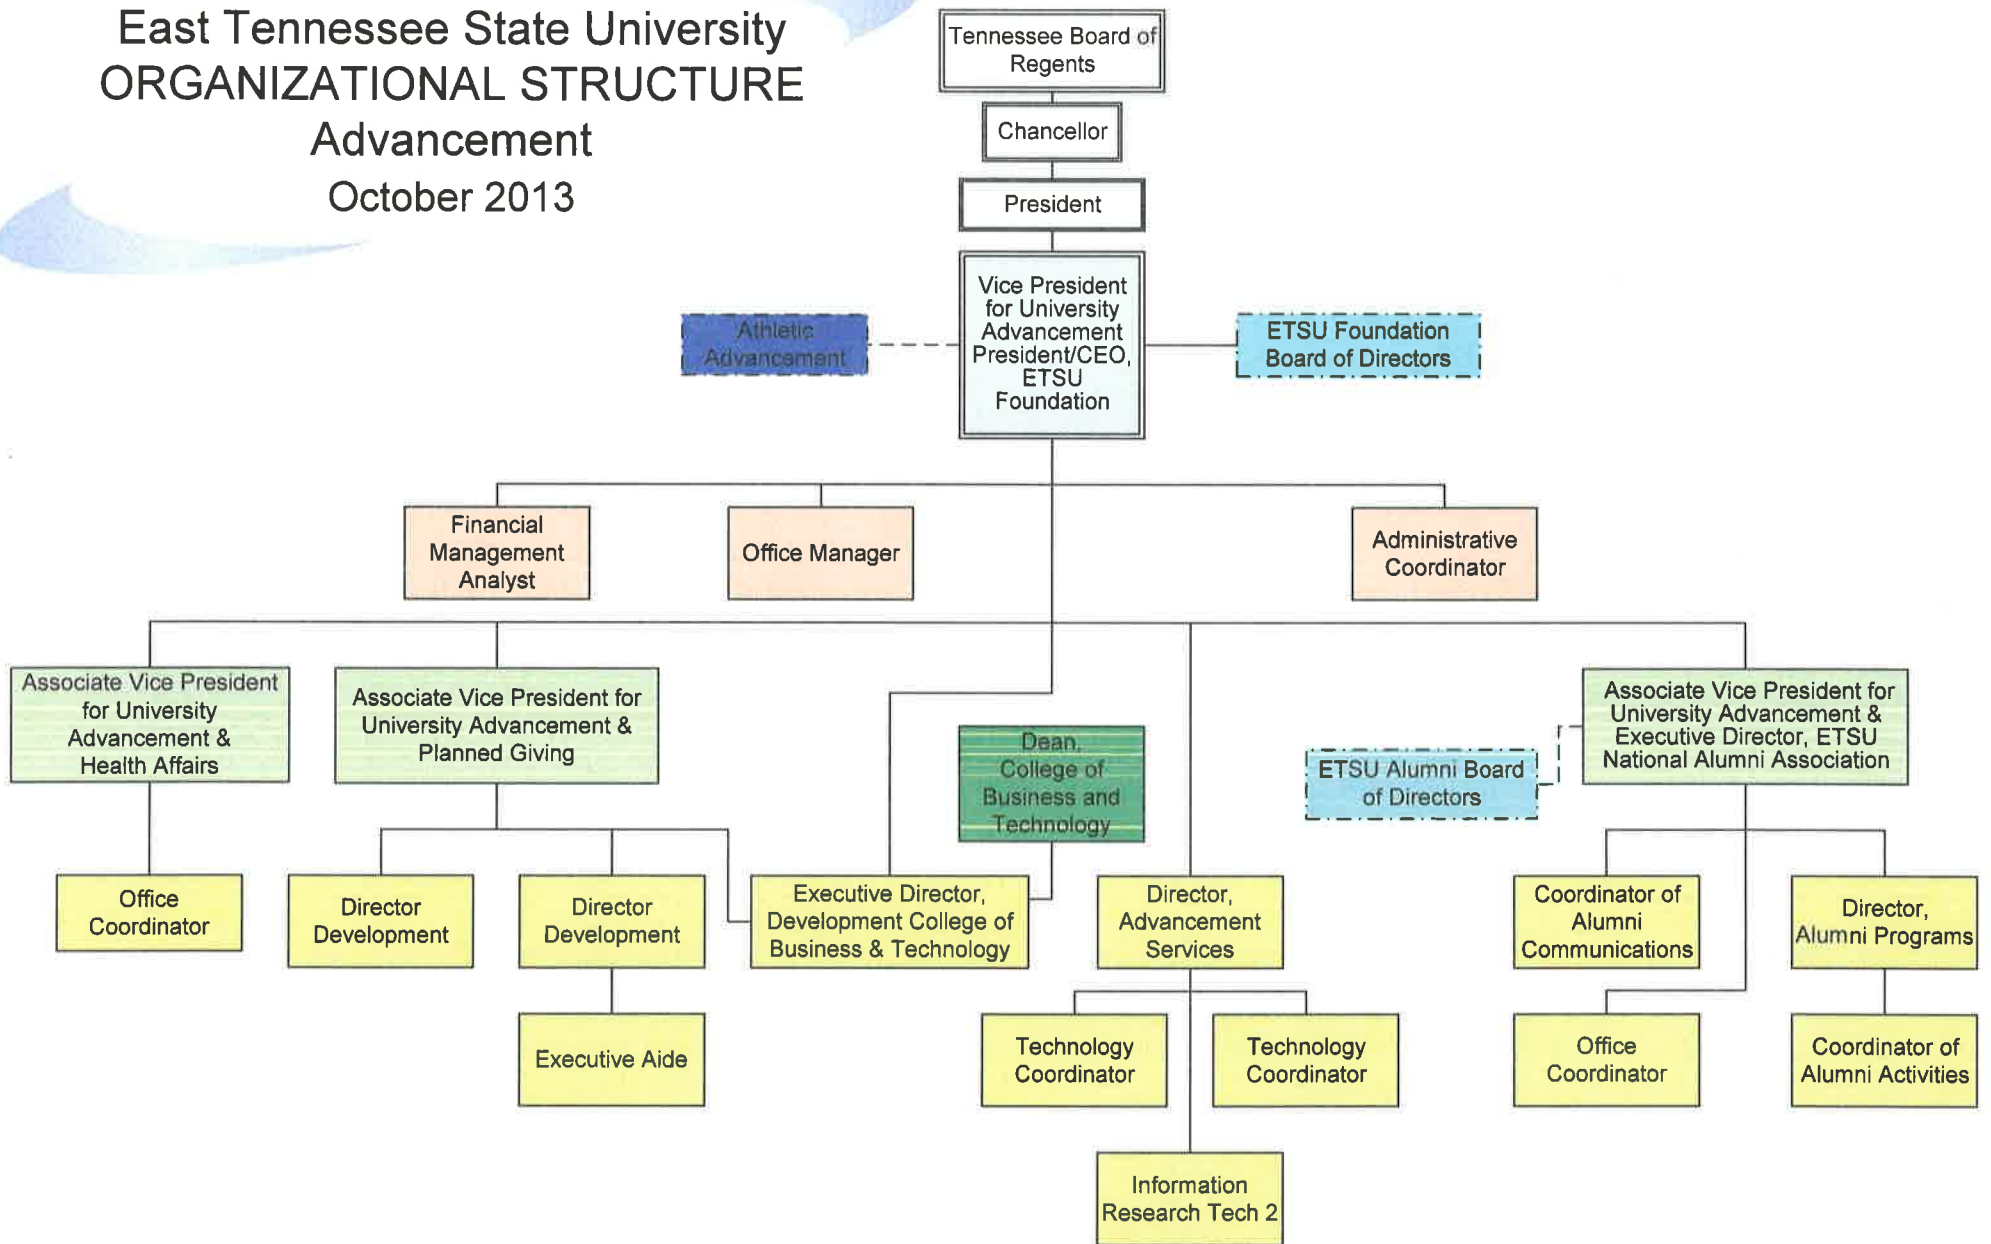 East Tennessee State University
ORGANIZATIONAL STRUCTURE
Advancement
October 2013
Tennessee Board of
Regents
Chancellor
President
Vice President
for University
Advancement
President/CEO,
ETSU
Foundation
Athletic
Advancement
ETSU Foundation
Board of Directors
Financial
Management
Analyst
Office Manager
Administrative
Coordinator
Associate Vice President
for University
Advancement &
Health Affairs
Associate Vice President for
University Advancement &
Planned Giving
Dean,
College of
Business and
Technology
ETSU Alumni Board
of Directors
Associate Vice President for
University Advancement &
Executive Director, ETSU
National Alumni Association
Office
Coordinator
Director
Development
Director
Development
Executive Director,
Development College of
Business & Technology
Director,
Advancement
Services
Coordinator of
Alumni
Communications
Director,
Alumni Programs
Executive Aide
Technology
Coordinator
Technology
Coordinator
Office
Coordinator
Coordinator of
Alumni Activities
Information
Research Tech 2